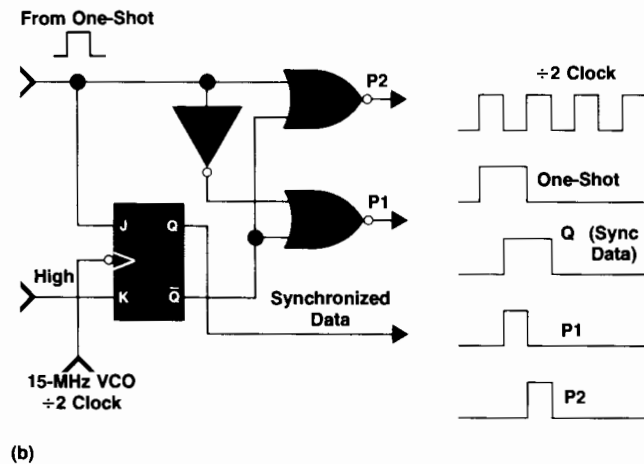 From One-Shot
P2
÷2 Clock
P1
One-Shot
J
Q
Q (Sync
Data)
High
K
Q̅
Synchronized
Data
P1
15-MHz VCO
÷2 Clock
P2
(b)